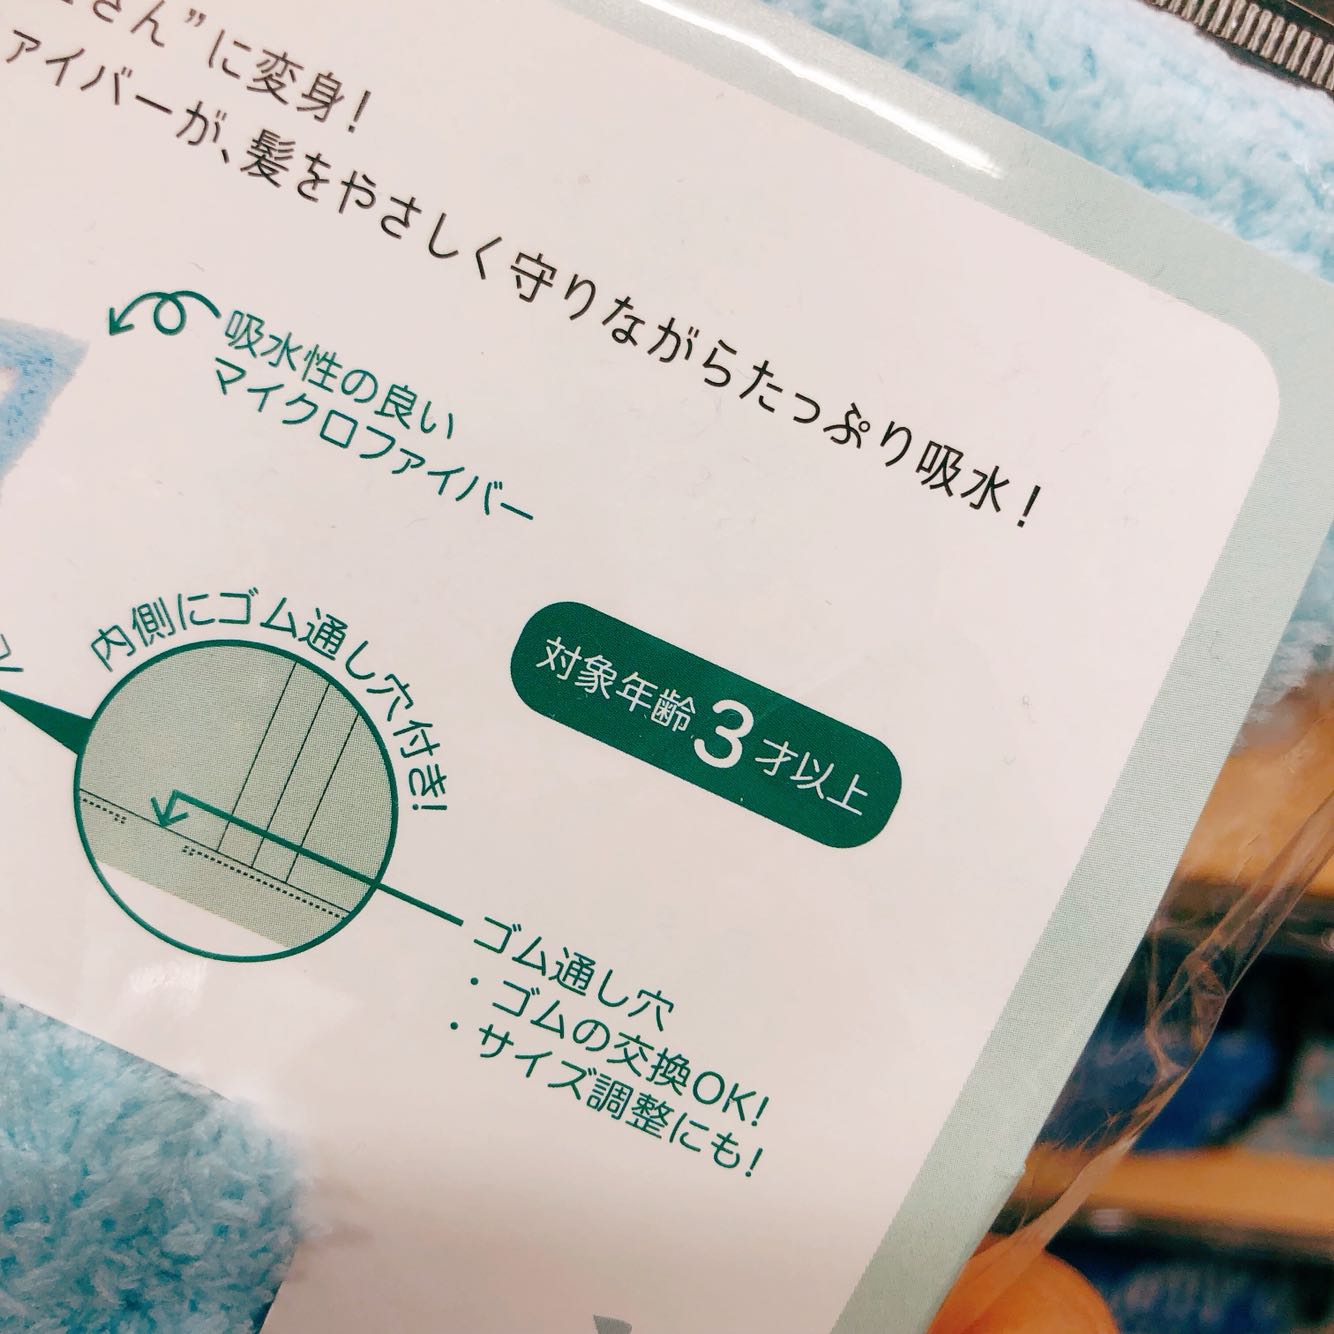 さん”に変身!
ァイバーが、髪をやさしく守りながらたっぷり吸水!
吸水性の良い
マイクロファイバー
内側にゴム通し穴付き!
対象年齢3才以上
ゴム通し穴
・ゴムの交換OK!
・サイズ調整にも!